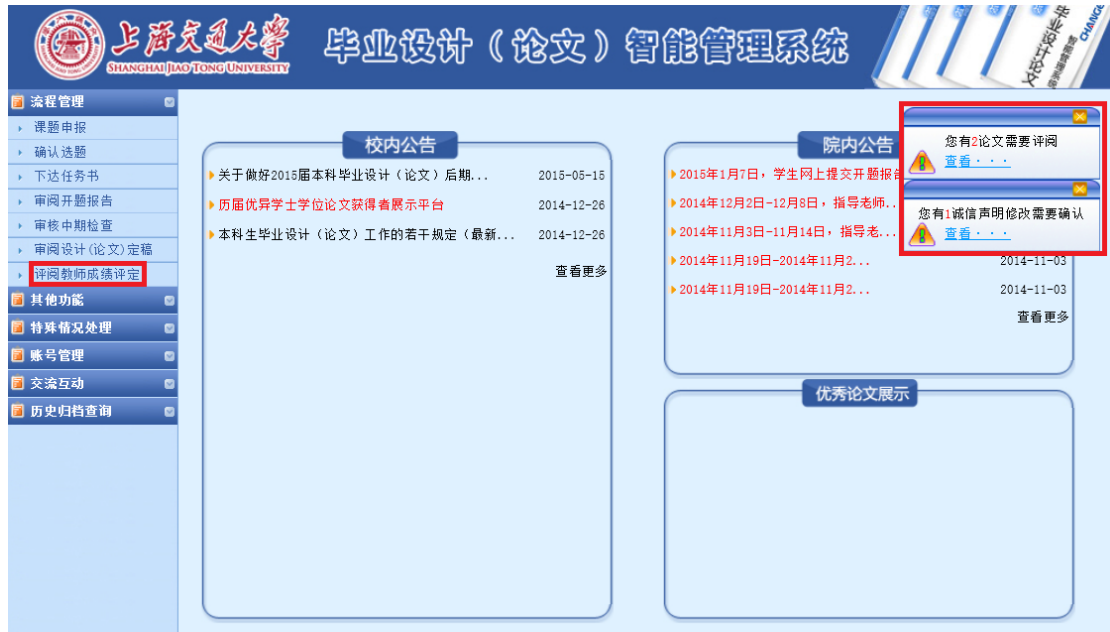 上海交通大学
SHANGHAI JIAO TONG UNIVERSITY
毕业设计（论文）智能管理系统
毕业设计论文
智能管理系统
CHANGE
流程管理
课题申报
确认选题
下达任务书
审阅开题报告
审核中期检查
审阅设计(论文)定稿
评阅教师成绩评定
其他功能
特殊情况处理
账号管理
交流互动
历史归档查询
校内公告
关于做好2015届本科毕业设计（论文）后期... 2015-05-15
历届优异学士学位论文获得者展示平台 2014-12-26
本科生毕业设计（论文）工作的若干规定（最新... 2014-12-26
查看更多
院内公告
2015年1月7日，学生网上提交开题报告
2014年12月2日-12月8日，指导老师..
2014年11月3日-11月14日，指导老...
2014年11月19日-2014年11月2... 2014-11-03
2014年11月19日-2014年11月2... 2014-11-03
查看更多
优秀论文展示
您有2论文需要评阅
查看···
您有1诚信声明修改需要确认
查看···